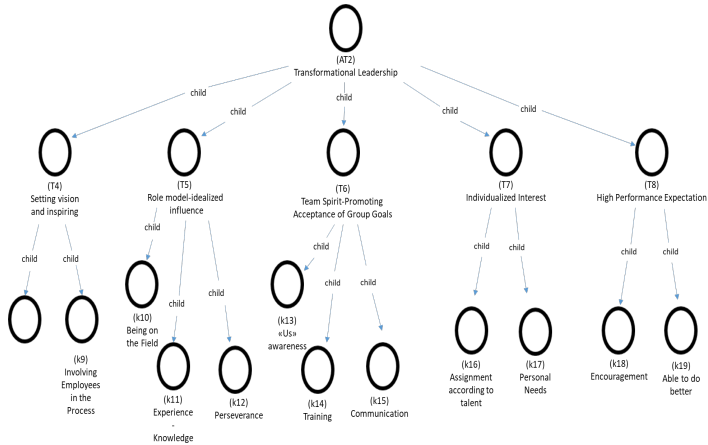 (AT2)
Transformational Leadership
child
child
child
child
child
(T4)
Setting vision
and inspiring
(T5)
Role model-idealized
influence
(T6)
Team Spirit-Promoting
Acceptance of Group Goals
(T7)
Individualized Interest
(T8)
High Performance Expectation
child
child
child
child
child
child
child
child
child
child
child
child
(k9)
Involving
Employees
in the
Process
(k10)
Being on
the Field
(k11)
Experience
-
Knowledge
(k12)
Perseverance
(k13)
«Us»
awareness
(k14)
Training
(k15)
Communication
(k16)
Assignment
according to
talent
(k17)
Personal
Needs
(k18)
Encouragement
(k19)
Able to do
better